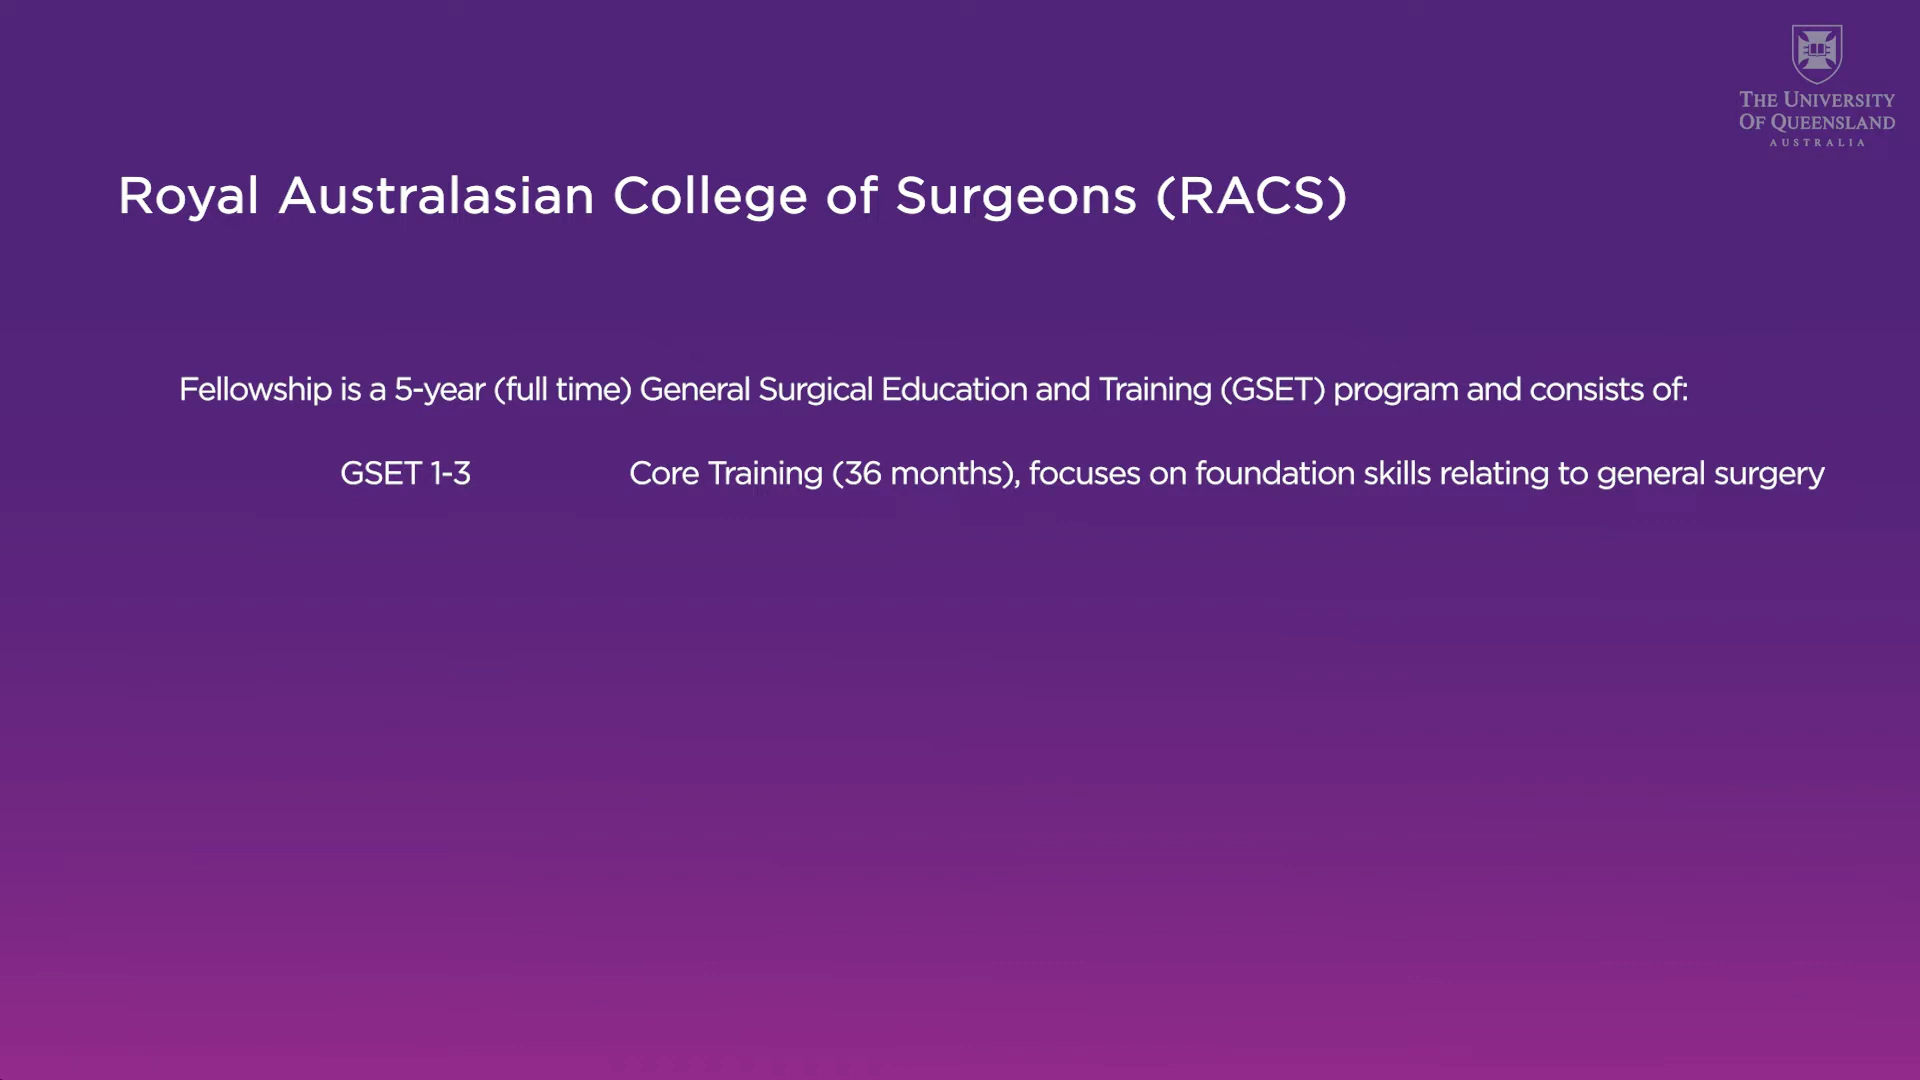 THE UNIVERSITY
OF QUEENSLAND
AUSTRALIA
Royal Australasian College of Surgeons (RACS)
Fellowship is a 5-year (full time) General Surgical Education and Training (GSET) program and consists of:
GSET 1-3 Core Training (36 months), focuses on foundation skills relating to general surgery